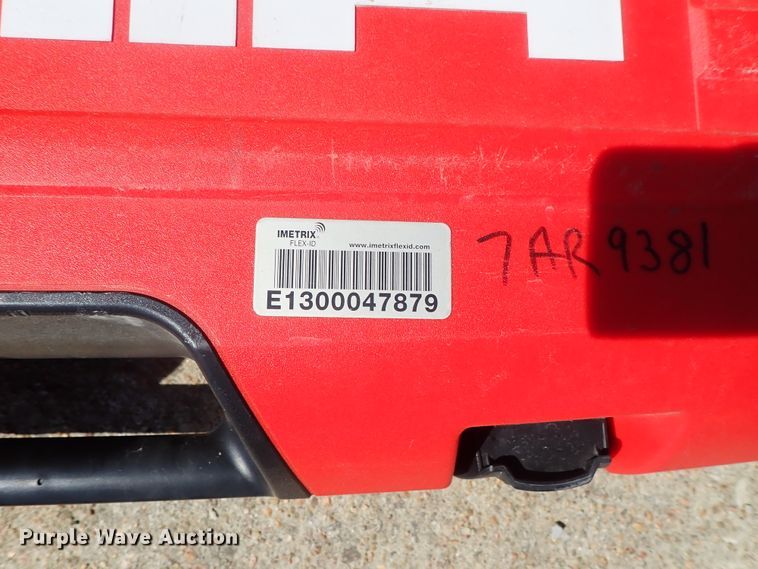 IMETRIX
FLEX-ID
www.imetrixflexid.com
E1300047879
7AR9381
Purple Wave Auction